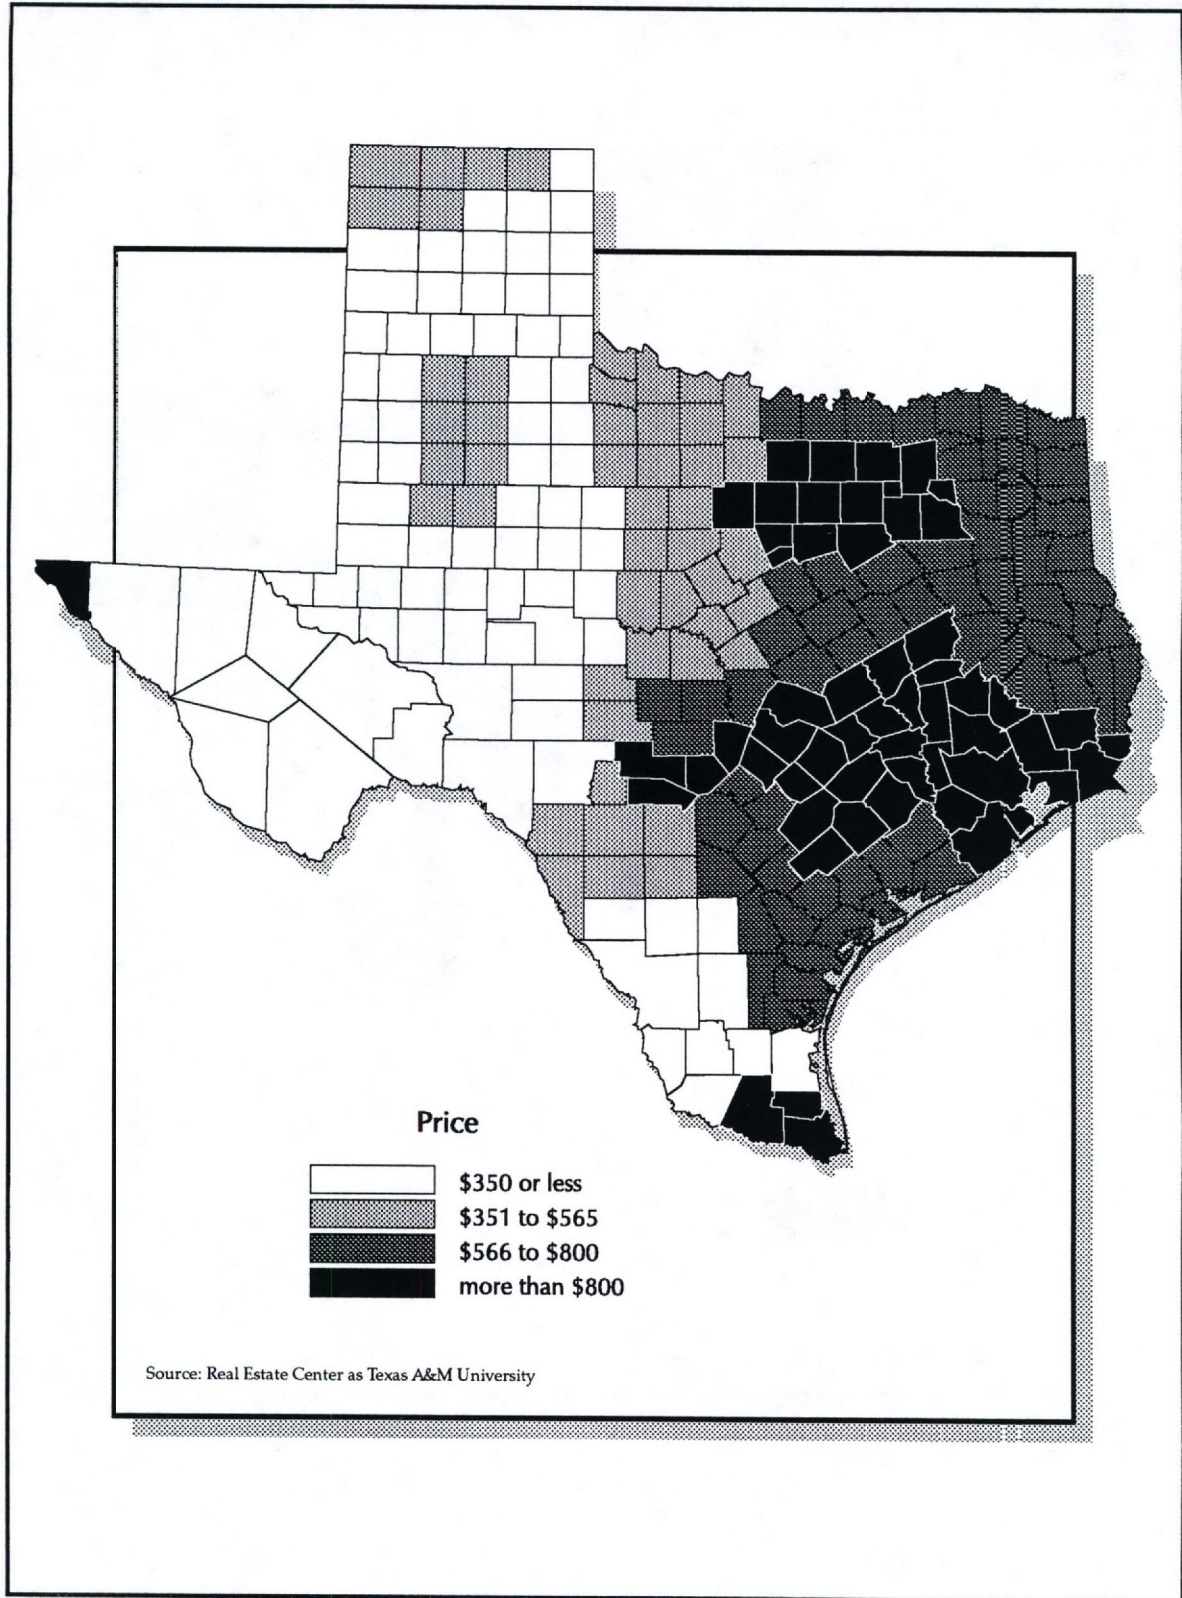 Price
$350 or less
$351 to $565
$566 to $800
more than $800
Source: Real Estate Center as Texas A&M University